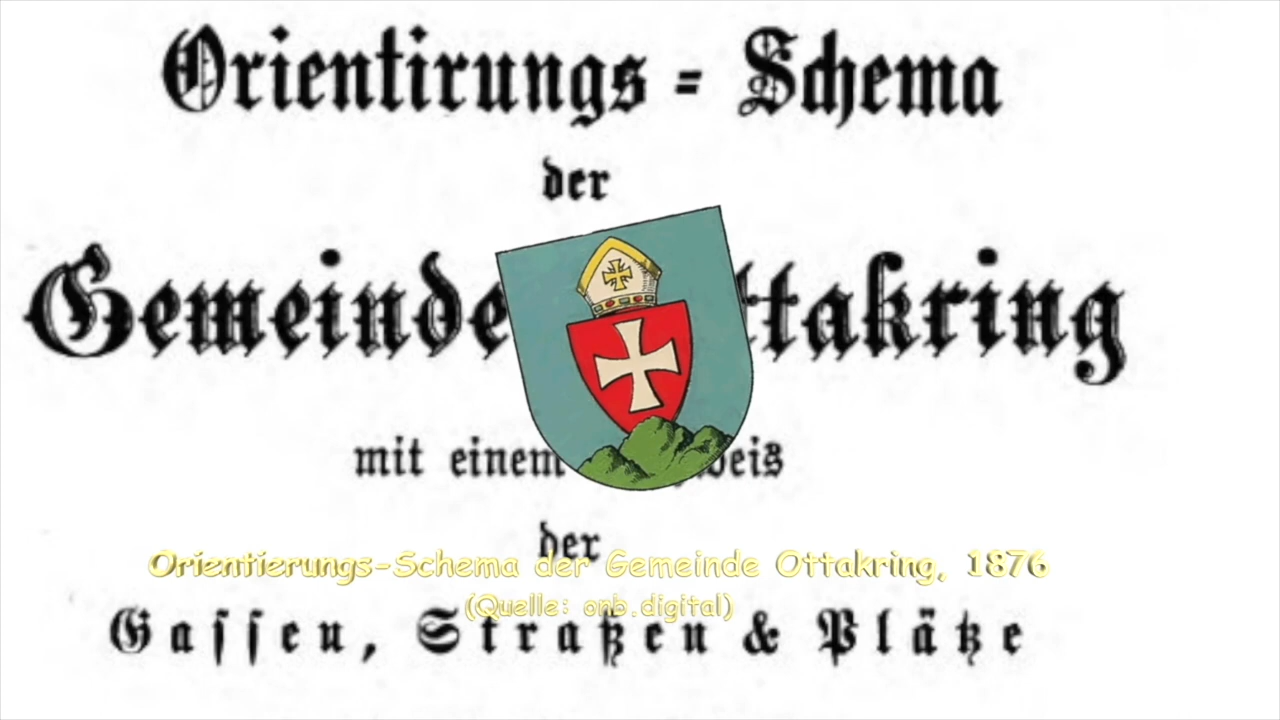 Orientirungs = Schema
der
Gemeinde ttakring
mit einem weis
der
Orientierungs-Schema der Gemeinde Ottakring, 1876
(Quelle: onb.digital)
Gassen, Straßen & Plätze